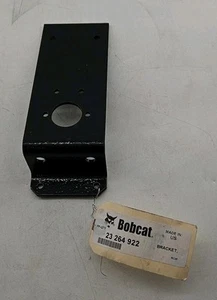 Bobcat
MADE IN
US
23 264 922
BRACKET